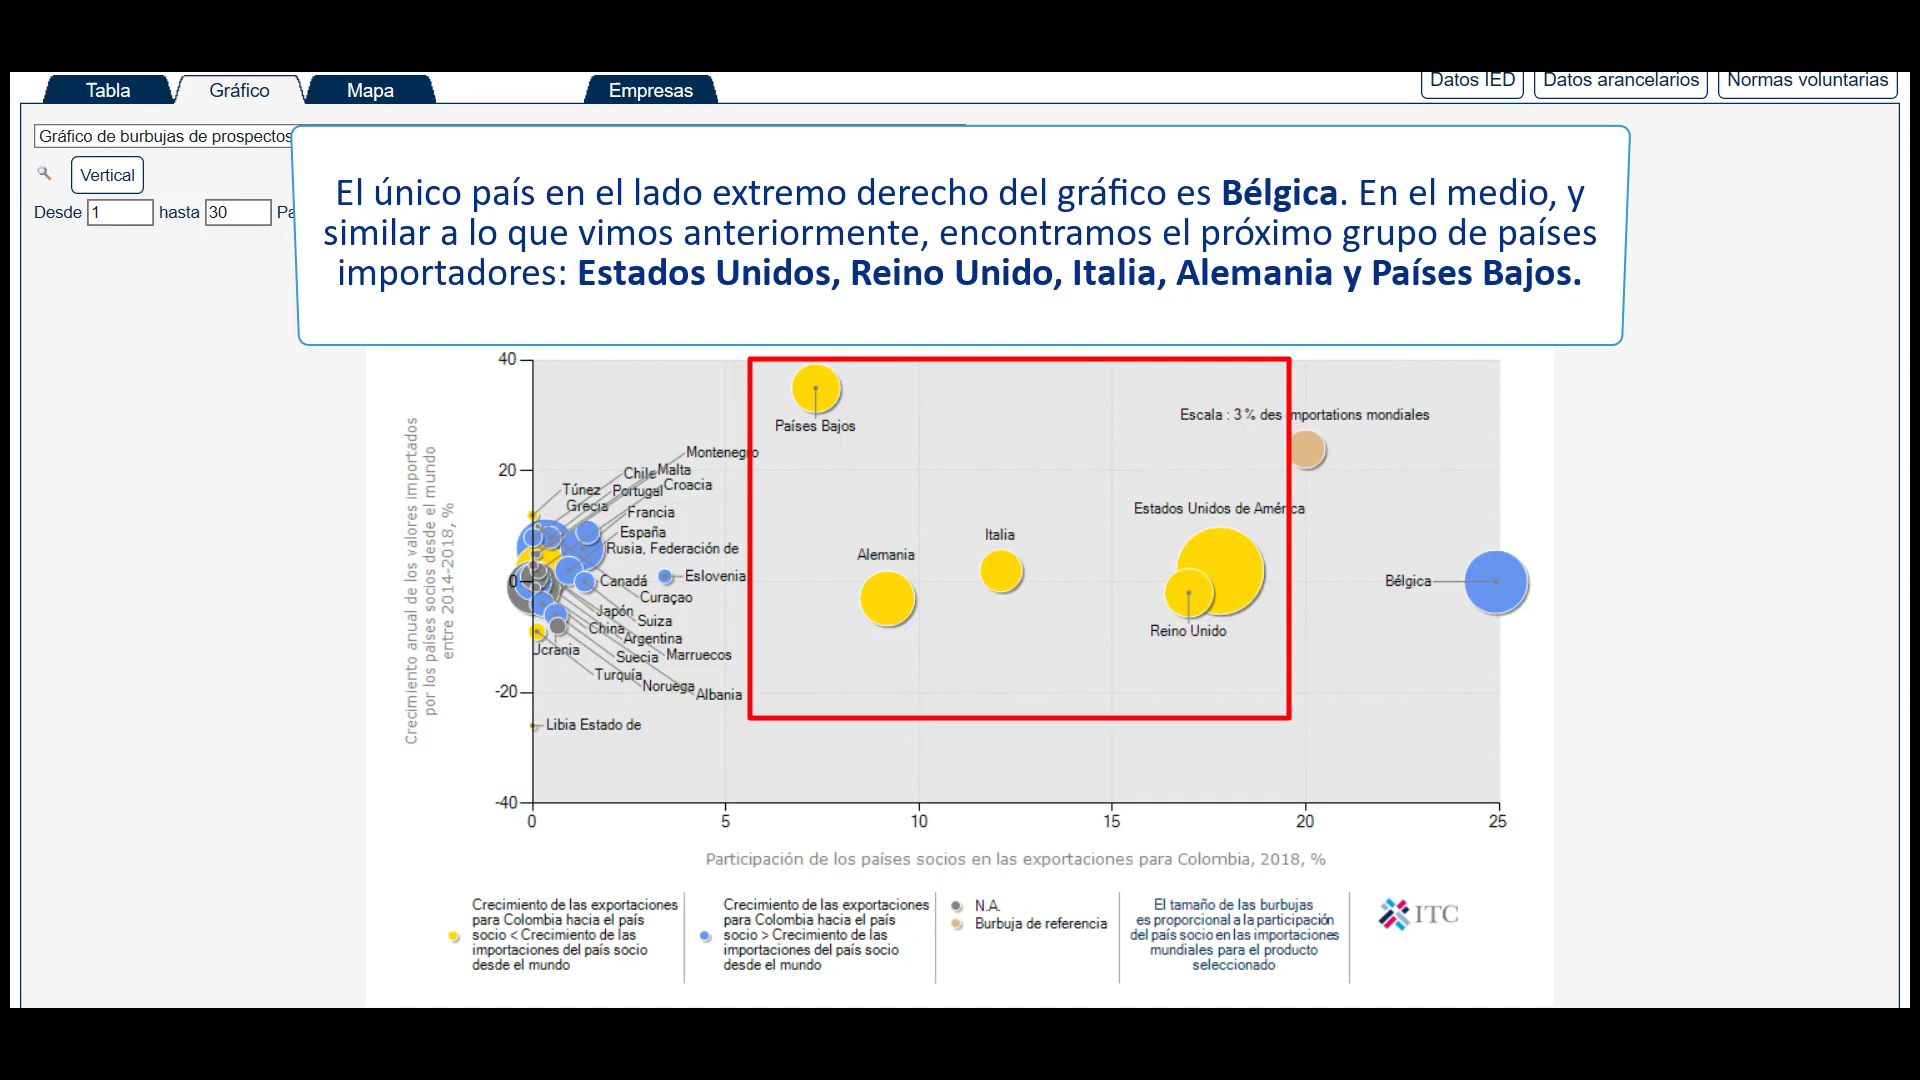 Tabla
Gráfico
Mapa
Empresas
Datos IED
Datos arancelarios
Normas voluntarias
Gráfico de burbujas de prospectos
Vertical
Desde 1 hasta 30
El único país en el lado extremo derecho del gráfico es Bélgica. En el medio, y
similar a lo que vimos anteriormente, encontramos el próximo grupo de países
importadores: Estados Unidos, Reino Unido, Italia, Alemania y Países Bajos.
Crecimiento anual de los valores importados
por los países socios desde el mundo
entre 2014-2018, %
40
20
0
-20
-40
Países Bajos
Escala : 3 % des importations mondiales
Montenegro
Chile
Malta
Túnez
Portugal
Croacia
Grecia
Francia
España
Rusia, Federación de
Estados Unidos de América
Italia
Alemania
Eslovenia
Canadá
Bélgica
Curaçao
Japón
Suiza
China
Reino Unido
Argentina
Ucrania
Suecia
Marruecos
Turquía
Noruega
Albania
Libia Estado de
0
5
10
15
20
25
Participación de los países socios en las exportaciones para Colombia, 2018, %
Crecimiento de las exportaciones
para Colombia hacia el país
socio < Crecimiento de las
importaciones del país socio
desde el mundo
Crecimiento de las exportaciones
para Colombia hacia el país
socio > Crecimiento de las
importaciones del país socio
desde el mundo
N.A.
Burbuja de referencia
El tamaño de las burbujas
es proporcional a la participación
del país socio en las importaciones
mundiales para el producto
seleccionado
ITC